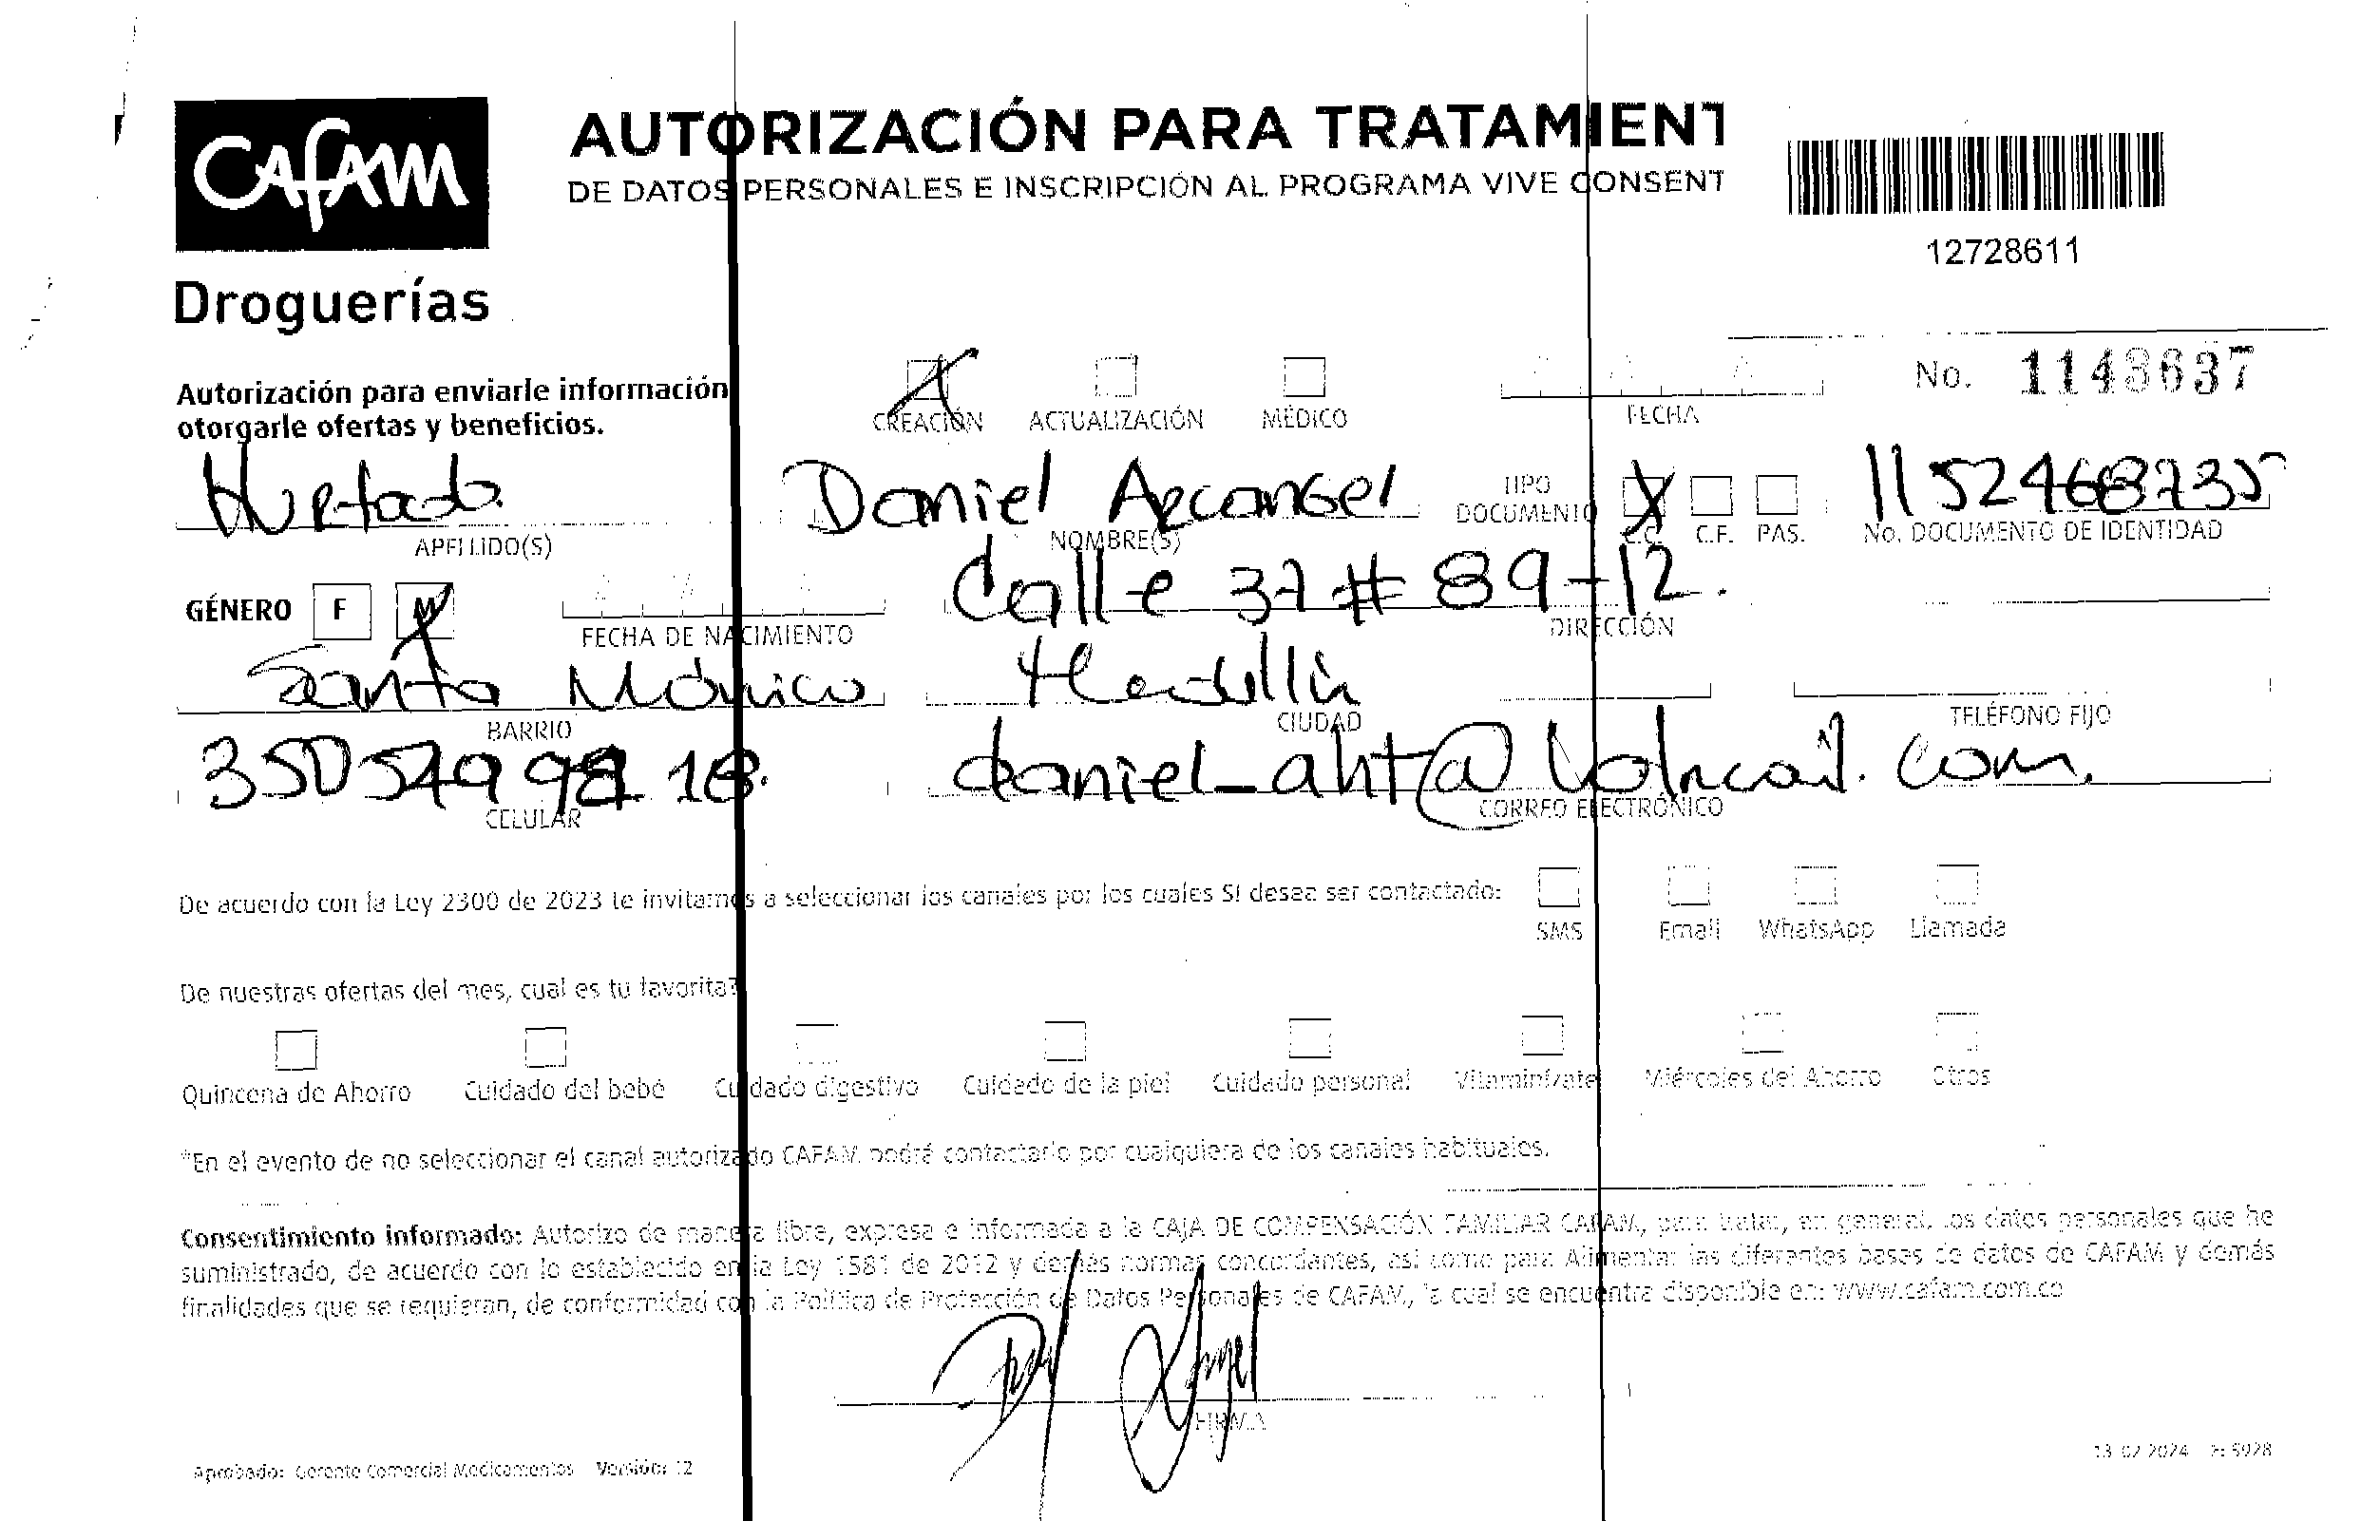 CAFAM
Droguerías
AUTORIZACIÓN PARA TRATAMIENT
DE DATOS PERSONALES E INSCRIPCIÓN AL PROGRAMA VIVE CONSENT
12728611
Autorización para enviarle información
otorgarle ofertas y beneficios.
CREACIÓN ACTUALIZACIÓN MÉDICO FECHA No. 1148637
Hurtado Daniel Arcangel TIPO DOCUMENTO C.C. C.F. PAS. 1152468735
APELLIDO(S) NOMBRE(S) No. DOCUMENTO DE IDENTIDAD
GÉNERO F M Calle 37 # 89-12.
FECHA DE NACIMIENTO DIRECCIÓN
Santa Mónica Medellín
BARRIO CIUDAD TELÉFONO FIJO
daniel_aht@hotmail.com
CELULAR CORREO ELECTRÓNICO
De acuerdo con la Ley 2300 de 2023 te invitamos a seleccionar los canales por los cuales SI desea ser contactado:
SMS Email WhatsApp Llamada
De nuestras ofertas del mes, cual es tu favorita?
Quincena de Ahorro Cuidado del bebé Cuidado digestivo Cuidado de la piel Cuidado personal Vitaminízate Miércoles del Ahorro Otros
*En el evento de no seleccionar el canal autorizado CAFAM podrá contactarlo por cualquiera de los canales habituales.
Consentimiento informado: Autorizo de manera libre, expresa e informada a la CAJA DE COMPENSACIÓN FAMILIAR CAFAM, para tratar, en general, los datos personales que he
suministrado, de acuerdo con lo establecido en la Ley 1581 de 2012 y demás normas concordantes, así como para Alimentar las diferentes bases de datos de CAFAM y demás
finalidades que se requieran, de conformidad con la Política de Protección de Datos Personales de CAFAM, la cual se encuentra disponible en: www.cafam.com.co
FIRMA
Aprobado: Gerente Comercial Medicamentos Versión: 12
13 02 2024